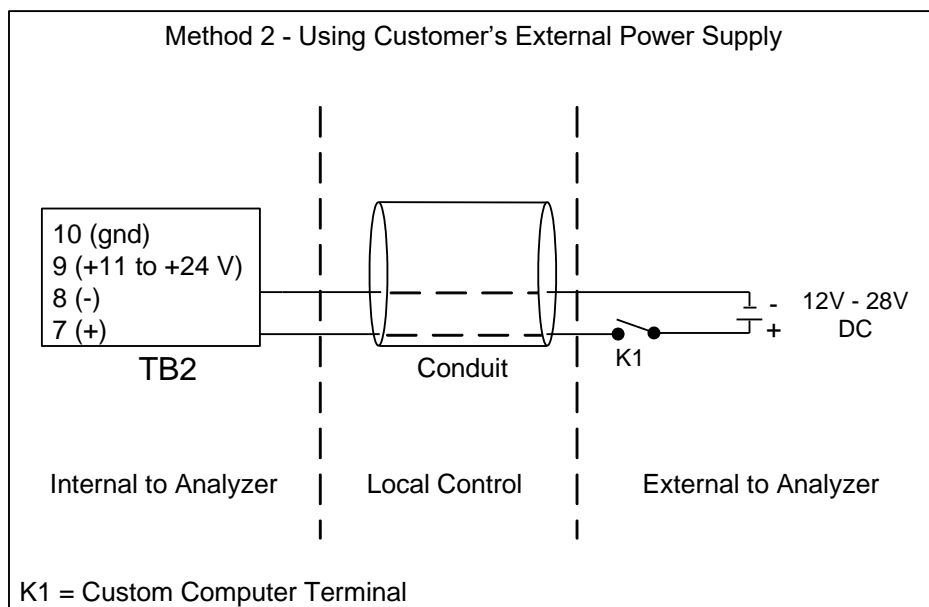 Method 2 - Using Customer's External Power Supply
10 (gnd)
9 (+11 to +24 V)
8 (-)
7 (+)
TB2
Conduit
K1
-
+
12V - 28V
DC
Internal to Analyzer
Local Control
External to Analyzer
K1 = Custom Computer Terminal